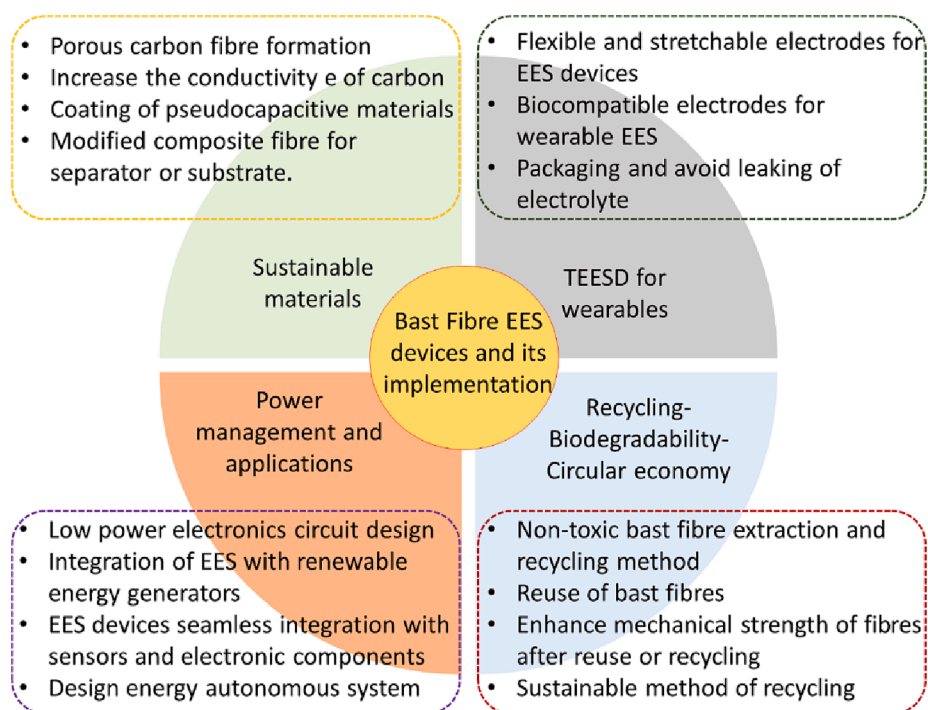 • Porous carbon fibre formation
• Increase the conductivity e of carbon
• Coating of pseudocapacitive materials
• Modified composite fibre for
separator or substrate.
• Flexible and stretchable electrodes for
EES devices
• Biocompatible electrodes for
wearable EES
• Packaging and avoid leaking of
electrolyte
Sustainable
materials
TEESD for
wearables
Bast Fibre EES
devices and its
implementation
Power
management and
applications
Recycling-
Biodegradability-
Circular economy
• Low power electronics circuit design
• Integration of EES with renewable
energy generators
• EES devices seamless integration with
sensors and electronic components
• Design energy autonomous system
• Non-toxic bast fibre extraction and
recycling method
• Reuse of bast fibres
• Enhance mechanical strength of fibres
after reuse or recycling
• Sustainable method of recycling